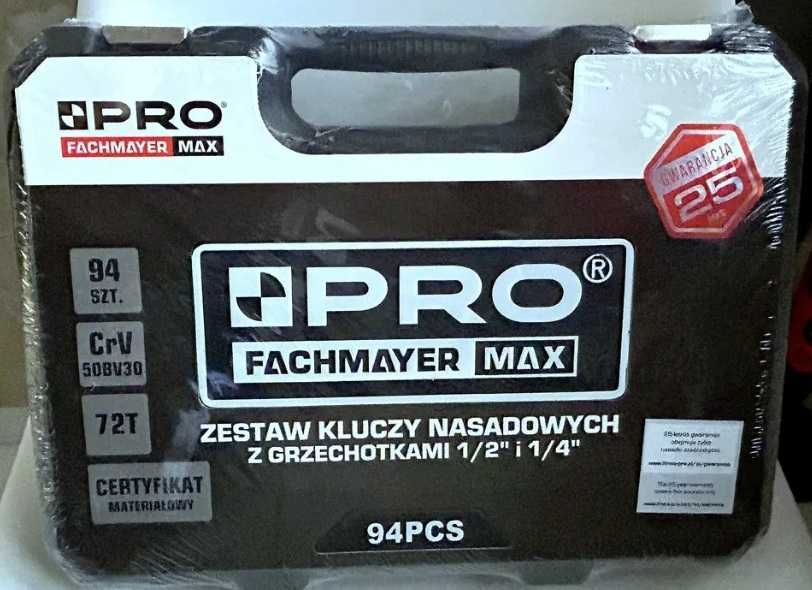 PRO®
FACHMAYER MAX
GWARANCJA
25
94
SZT.
CrV
50BV30
72T
CERTYFIKAT
MATERIAŁOWY
PRO®
FACHMAYER MAX
ZESTAW KLUCZY NASADOWYCH
Z GRZECHOTKAMI 1/2" i 1/4"
94PCS